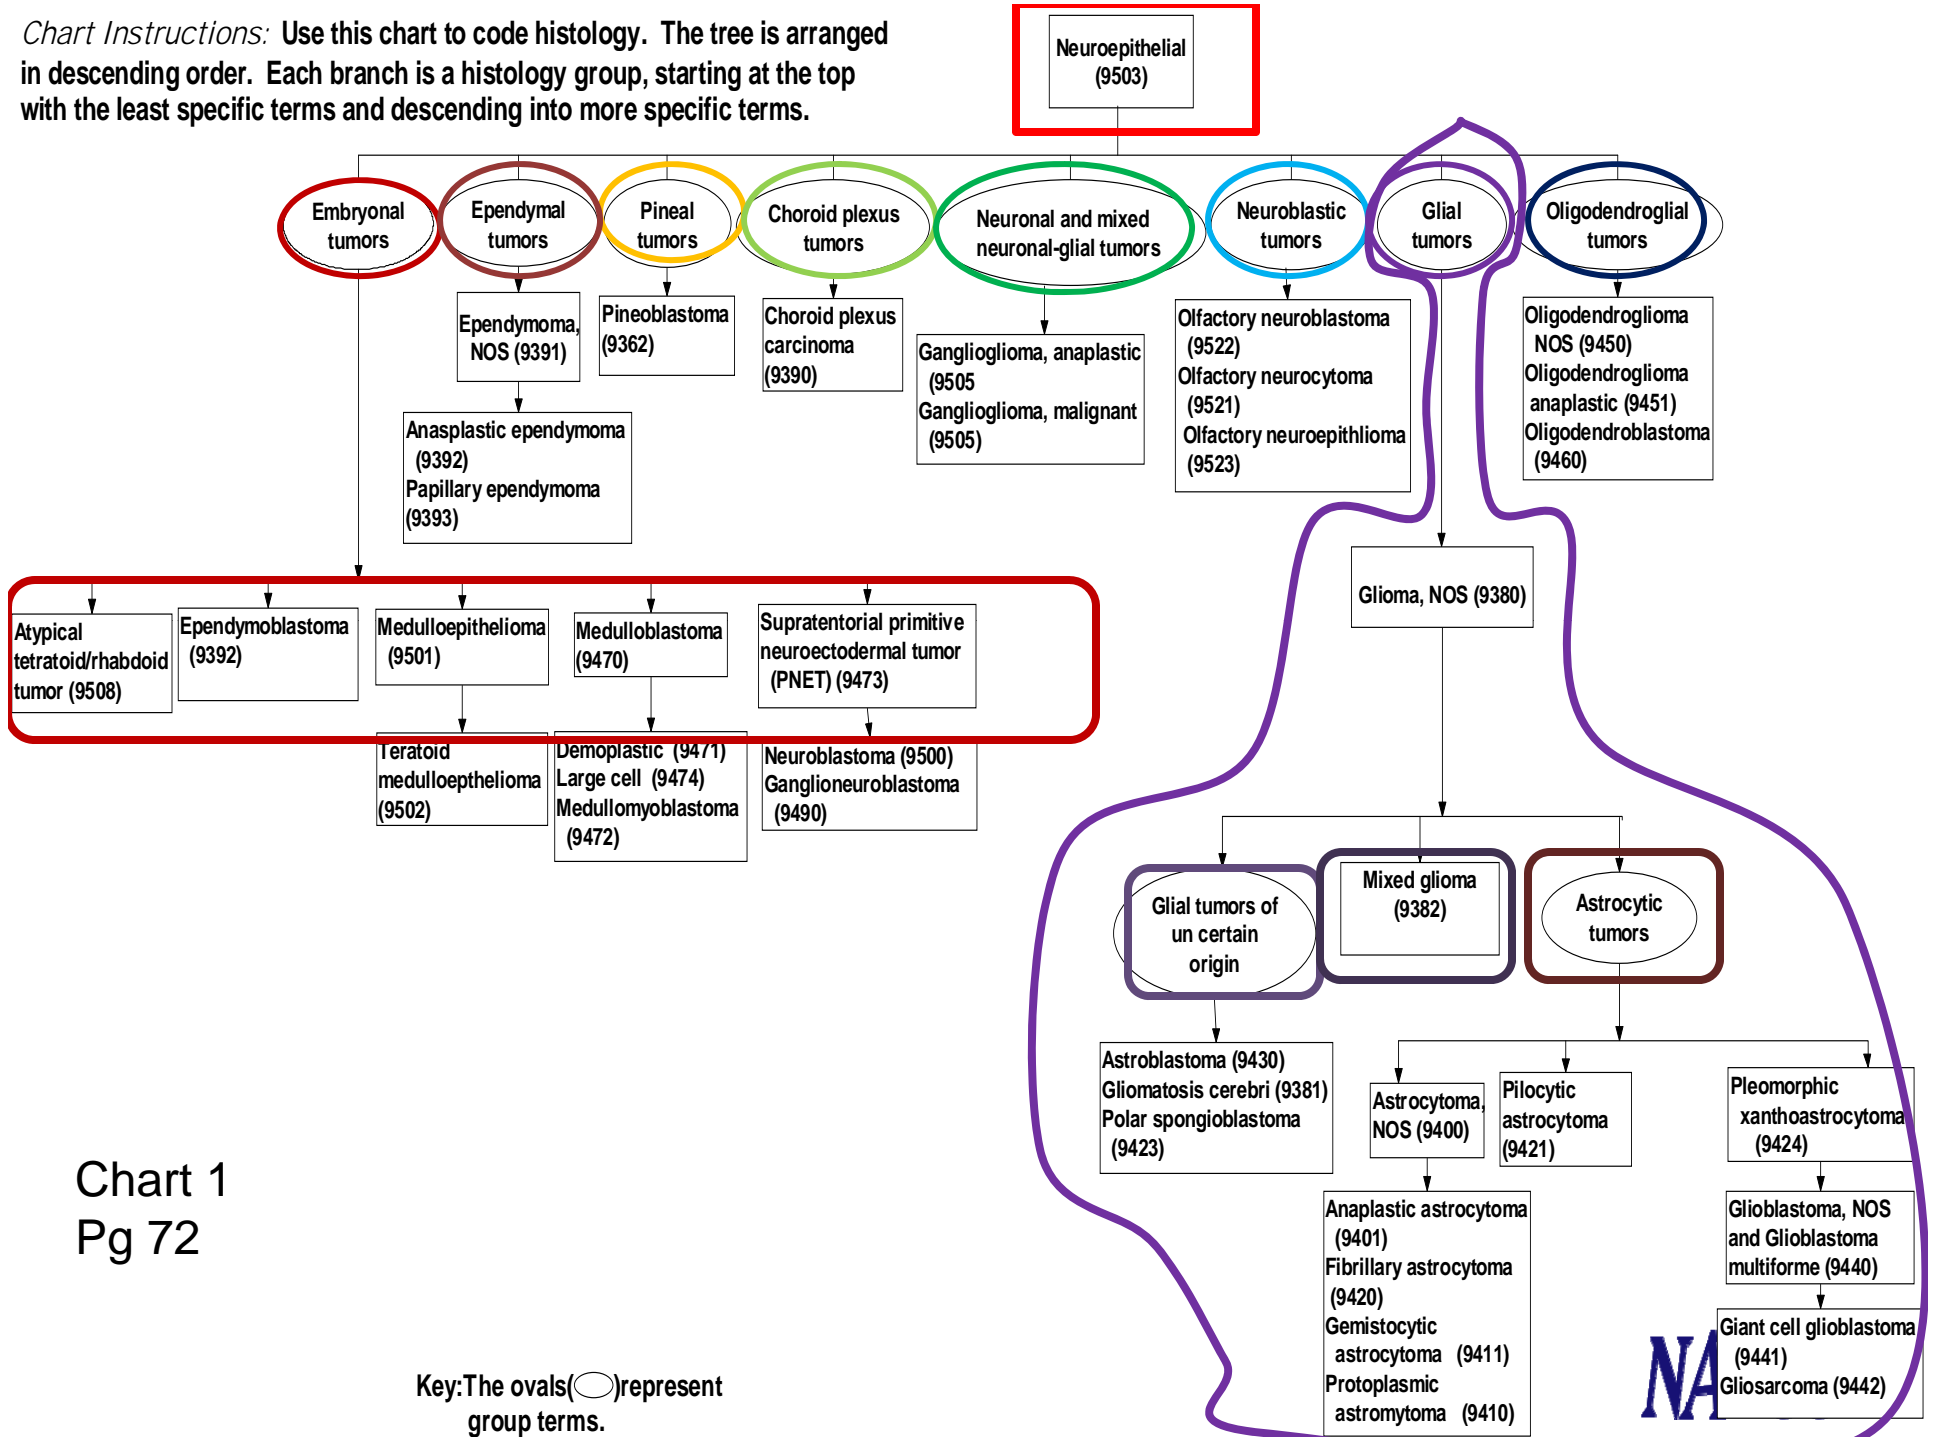 Chart Instructions: Use this chart to code histology. The tree is arranged
in descending order. Each branch is a histology group, starting at the top
with the least specific terms and descending into more specific terms.
Neuroepithelial
(9503)
Embryonal
tumors
Ependymal
tumors
Pineal
tumors
Choroid plexus
tumors
Neuronal and mixed
neuronal-glial tumors
Neuroblastic
tumors
Glial
tumors
Oligodendroglial
tumors
Ependymoma,
NOS (9391)
Anasplastic ependymoma
(9392)
Papillary ependymoma
(9393)
Pineoblastoma
(9362)
Choroid plexus
carcinoma
(9390)
Ganglioglioma, anaplastic
(9505
Ganglioglioma, malignant
(9505)
Olfactory neuroblastoma
(9522)
Olfactory neurocytoma
(9521)
Olfactory neuroepithlioma
(9523)
Oligodendroglioma
NOS (9450)
Oligodendroglioma
anaplastic (9451)
Oligodendroblastoma
(9460)
Atypical
tetratoid/rhabdoid
tumor (9508)
Ependymoblastoma
(9392)
Medulloepithelioma
(9501)
Medulloblastoma
(9470)
Supratentorial primitive
neuroectodermal tumor
(PNET) (9473)
Teratoid
medulloepthelioma
(9502)
Demoplastic (9471)
Large cell (9474)
Medullomyoblastoma
(9472)
Neuroblastoma (9500)
Ganglioneuroblastoma
(9490)
Glioma, NOS (9380)
Glial tumors of
un certain
origin
Mixed glioma
(9382)
Astrocytic
tumors
Astroblastoma (9430)
Gliomatosis cerebri (9381)
Polar spongioblastoma
(9423)
Astrocytoma,
NOS (9400)
Pilocytic
astrocytoma
(9421)
Pleomorphic
xanthoastrocytoma
(9424)
Anaplastic astrocytoma
(9401)
Fibrillary astrocytoma
(9420)
Gemistocytic
astrocytoma (9411)
Protoplasmic
astromytoma (9410)
Glioblastoma, NOS
and Glioblastoma
multiforme (9440)
Giant cell glioblastoma
(9441)
Gliosarcoma (9442)
Chart 1
Pg 72
Key:The ovals( )represent
group terms.